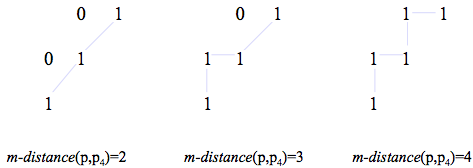 0 1 0 1 1 1
0 1 1 1 1 1
1 1 1
m-distance(p,p4)=2 m-distance(p,p4)=3 m-distance(p,p4)=4